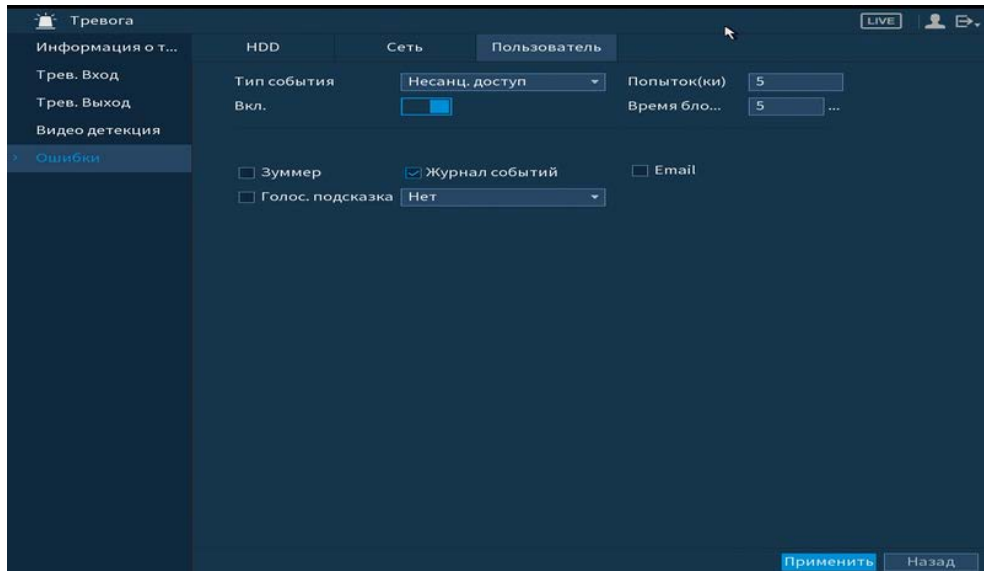 Тревога
LIVE
Информация о т...
Трев. Вход
Трев. Выход
Видео детекция
Ошибки
HDD Сеть Пользователь
Тип события Несанц. доступ Попыток(ки) 5
Вкл. Время бло... 5 ...
Зуммер Журнал событий Email
Голос. подсказка Нет
Применить Назад